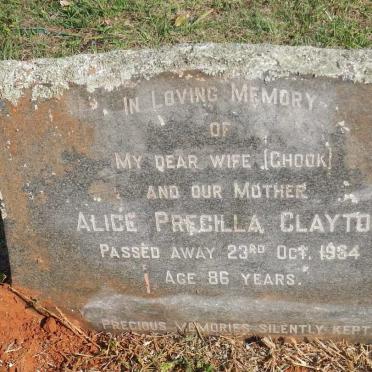 In Loving Memory
of
My dear wife (Chook)
and our Mother
Alice Precilla Clayto
Passed away 23rd Oct. 1984
Age 86 years.
Precious memories silently kept